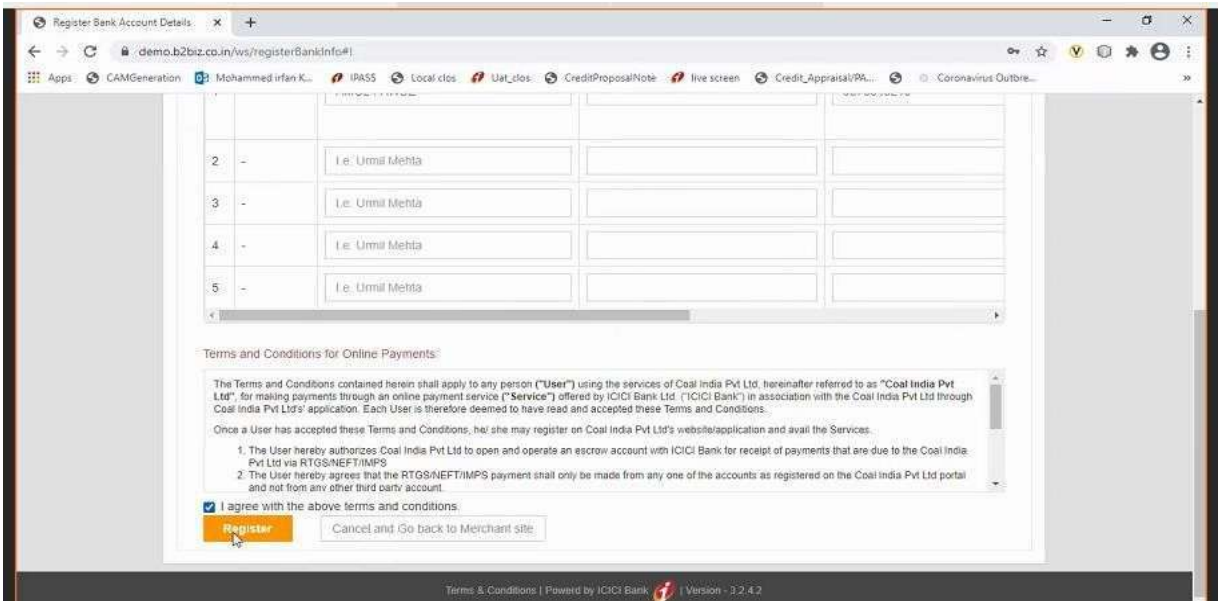 Register Bank Account Details × +
demo.b2biz.co.in/ws/registerBankInfo#!
Apps CAMGeneration Mohammed irfan K... IPASS Local clos Uat_clos CreditProposalNote live screen Credit_Appraisal/PA... Coronavirus Outbre... »
2 - I.e. Urmil Mehta
3 - I.e. Urmil Mehta
4 - I.e. Urmil Mehta
5 - I.e. Urmil Mehta
Terms and Conditions for Online Payments:
The Terms and Conditions contained herein shall apply to any person ("User") using the services of Coal India Pvt Ltd, hereinafter referred to as "Coal India Pvt
Ltd", for making payments through an online payment service ("Service") offered by ICICI Bank Ltd. ("ICICI Bank") in association with the Coal India Pvt Ltd through
Coal India Pvt Ltd's' application. Each User is therefore deemed to have read and accepted these Terms and Conditions.
Once a User has accepted these Terms and Conditions, he/ she may register on Coal India Pvt Ltd's website/application and avail the Services.
1. The User hereby authorizes Coal India Pvt Ltd to open and operate an escrow account with ICICI Bank for receipt of payments that are due to the Coal India
Pvt Ltd via RTGS/NEFT/IMPS
2. The User hereby agrees that the RTGS/NEFT/IMPS payment shall only be made from any one of the accounts as registered on the Coal India Pvt Ltd portal
and not from any other third party account.
I agree with the above terms and conditions.
Register Cancel and Go back to Merchant site
Terms & Conditions | Powerd by ICICI Bank | Version - 3.2.4.2